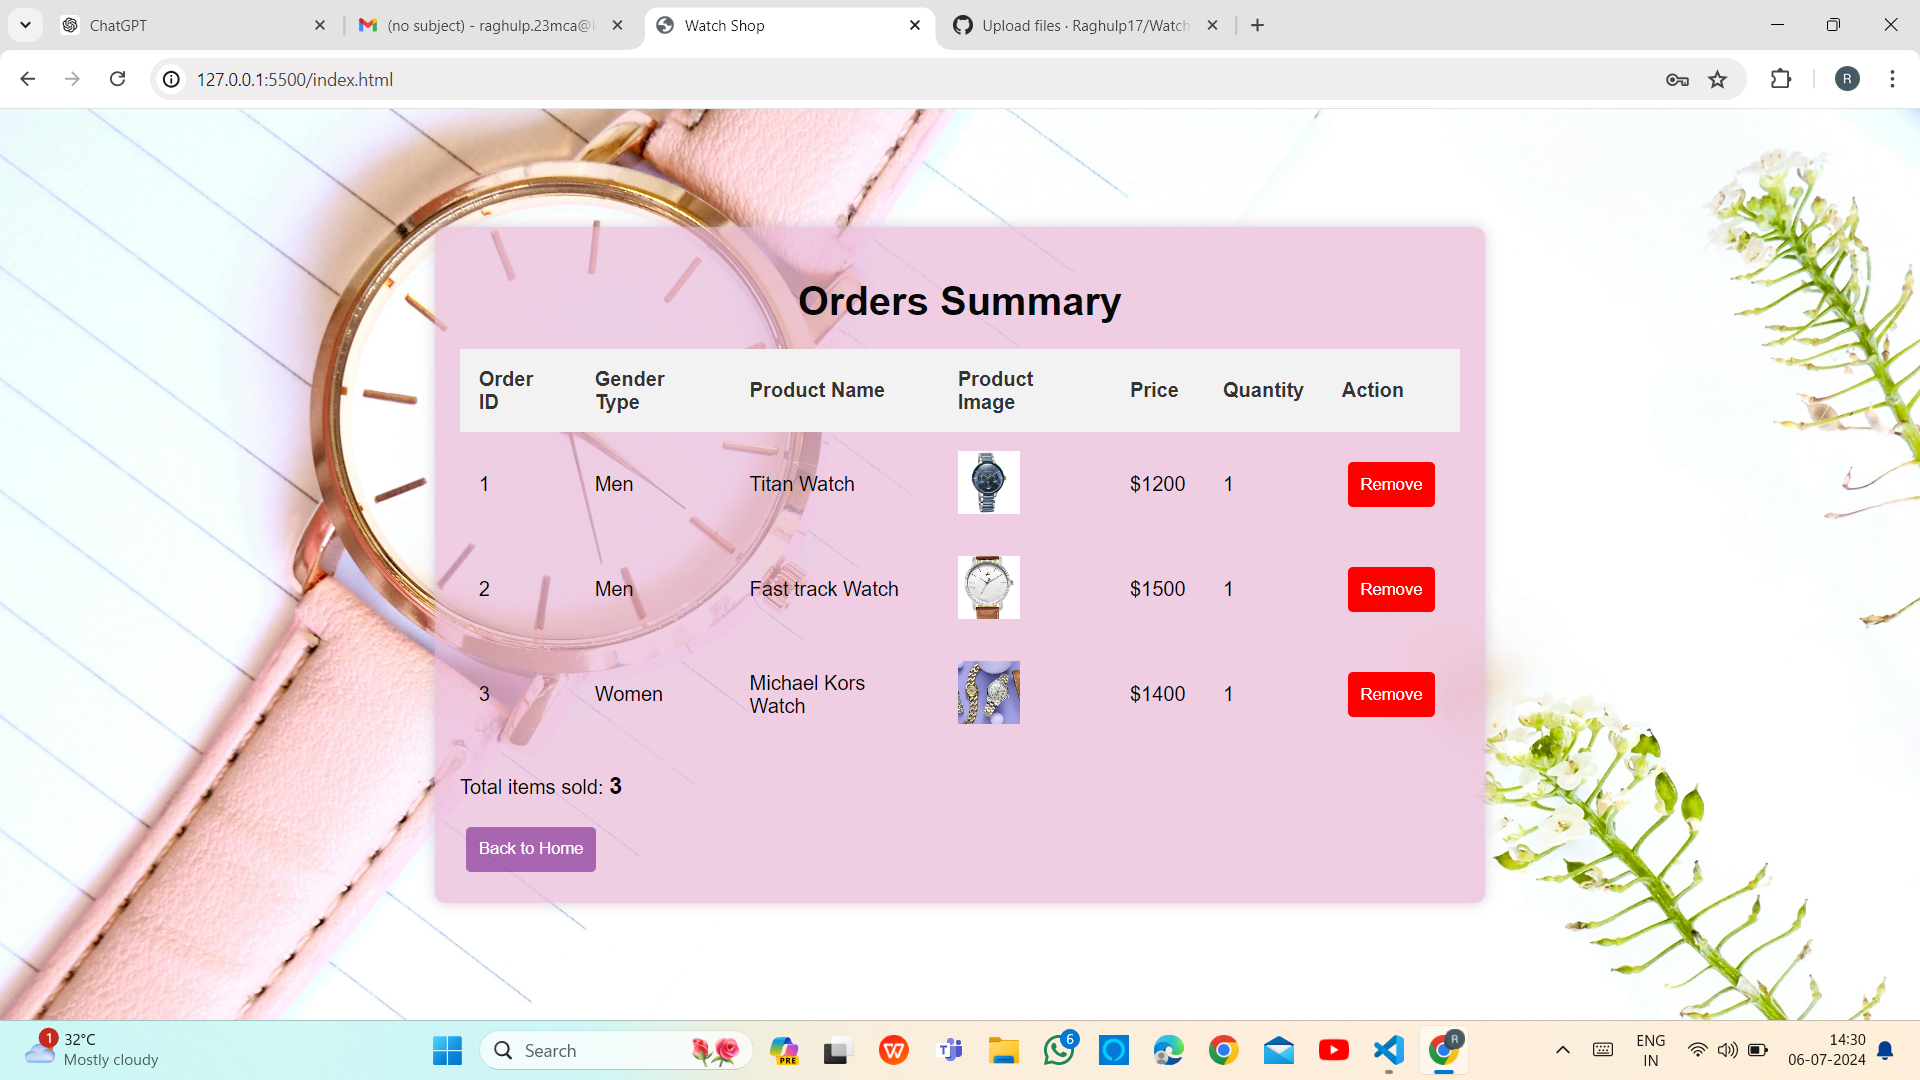 ChatGPT
(no subject) - raghulp.23mca@k
Watch Shop
Upload files · Raghulp17/Watch
127.0.0.1:5500/index.html
R
Orders Summary
Order ID
Gender Type
Product Name
Product Image
Price
Quantity
Action
1 Men Titan Watch $1200 1 Remove
2 Men Fast track Watch $1500 1 Remove
3 Women Michael Kors Watch $1400 1 Remove
Total items sold: 3
Back to Home
1
32°C
Mostly cloudy
Search
PRE
6
R
ENG
IN
14:30
06-07-2024